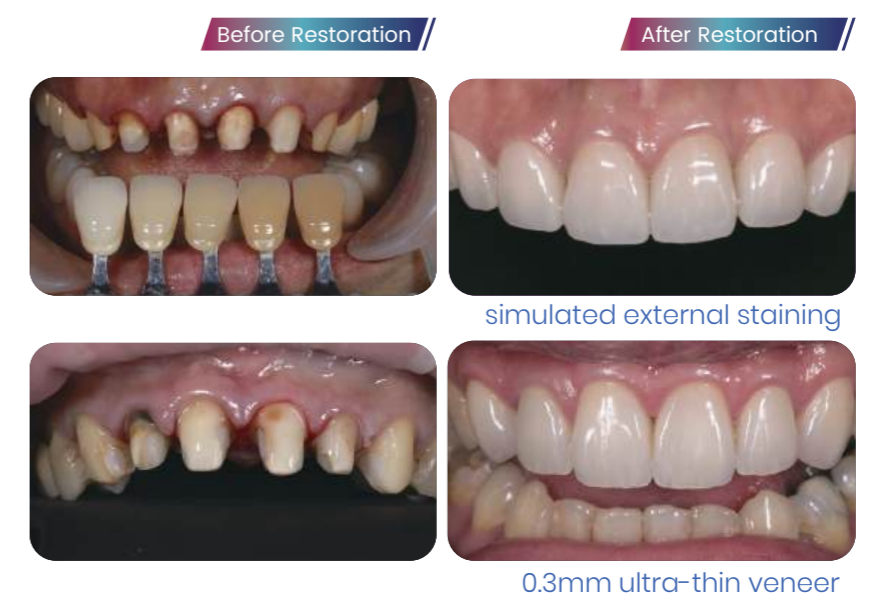 Before Restoration
After Restoration
simulated external staining
0.3mm ultra-thin veneer